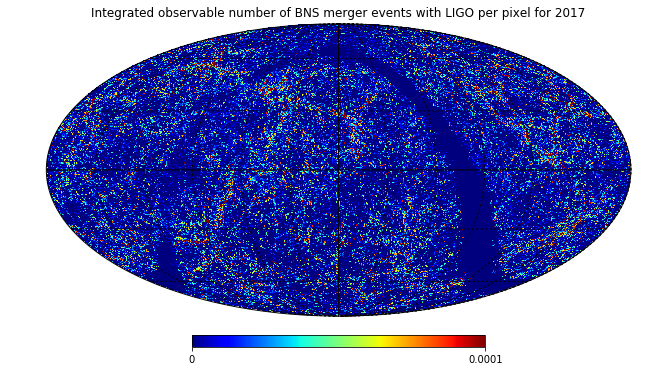 Integrated observable number of BNS merger events with LIGO per pixel for 2017
0 0.0001